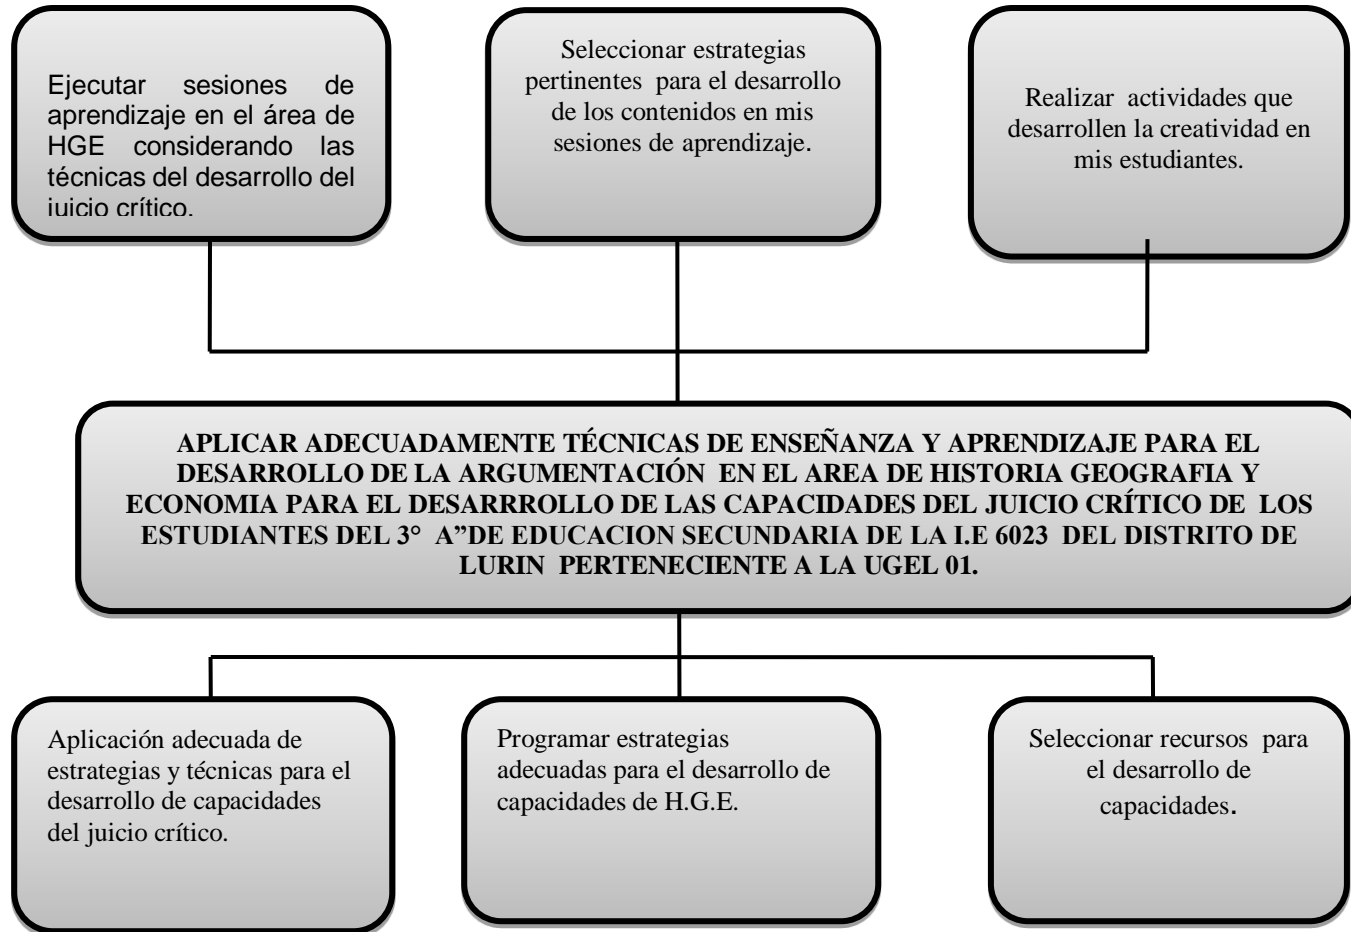 Ejecutar sesiones de
aprendizaje en el área de
HGE considerando las
técnicas del desarrollo del
juicio crítico.
Seleccionar estrategias
pertinentes para el desarrollo
de los contenidos en mis
sesiones de aprendizaje.
Realizar actividades que
desarrollen la creatividad en
mis estudiantes.
APLICAR ADECUADAMENTE TÉCNICAS DE ENSEÑANZA Y APRENDIZAJE PARA EL
DESARROLLO DE LA ARGUMENTACIÓN EN EL AREA DE HISTORIA GEOGRAFIA Y
ECONOMIA PARA EL DESARRROLLO DE LAS CAPACIDADES DEL JUICIO CRÍTICO DE LOS
ESTUDIANTES DEL 3° A”DE EDUCACION SECUNDARIA DE LA I.E 6023 DEL DISTRITO DE
LURIN PERTENECIENTE A LA UGEL 01.
Aplicación adecuada de
estrategias y técnicas para el
desarrollo de capacidades
del juicio crítico.
Programar estrategias
adecuadas para el desarrollo de
capacidades de H.G.E.
Seleccionar recursos para
el desarrollo de
capacidades.